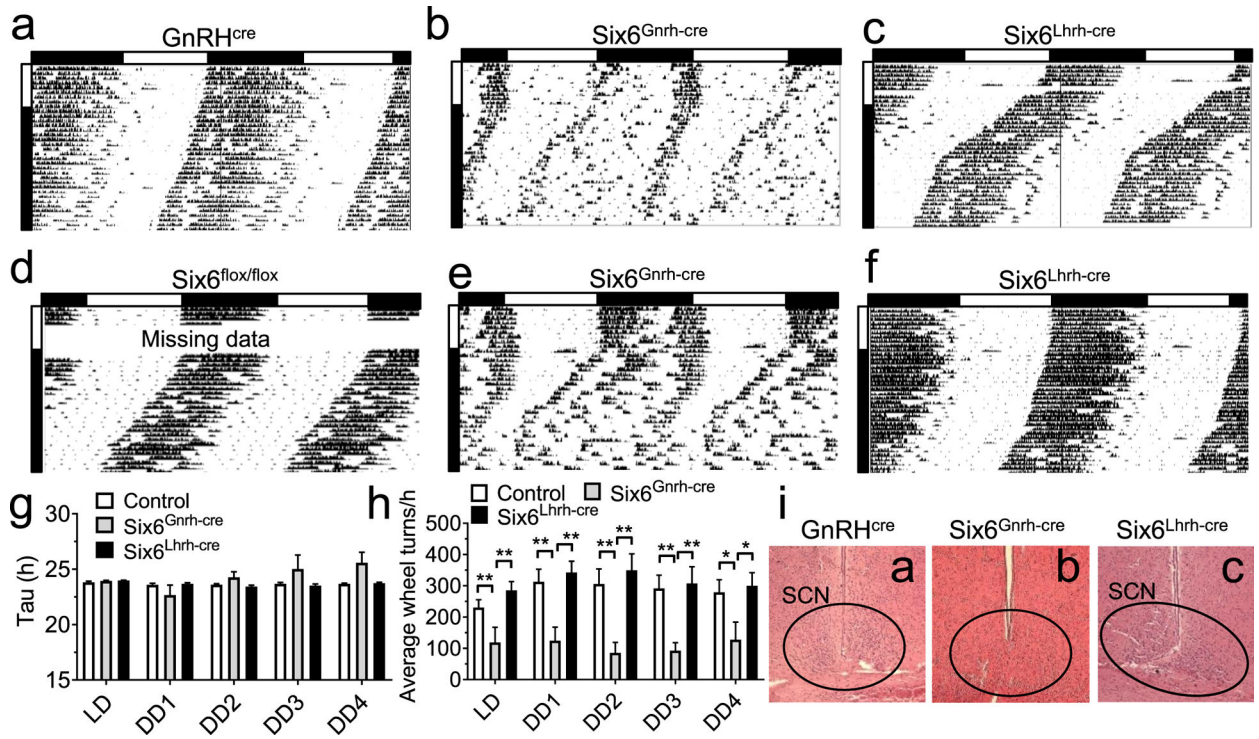 a
GnRHcre
b
Six6Gnrh-cre
c
Six6Lhrh-cre
d
Six6flox/flox
Missing data
e
Six6Gnrh-cre
f
Six6Lhrh-cre
g
Control
Six6Gnrh-cre
Six6Lhrh-cre
Tau (h)
30
25
20
15
LD
DD1
DD2
DD3
DD4
h
Control
Six6Gnrh-cre
Six6Lhrh-cre
Average wheel turns/h
500
400
300
200
100
0
** ** ** ** ** ** ** ** * *
LD
DD1
DD2
DD3
DD4
i
GnRHcre
Six6Gnrh-cre
Six6Lhrh-cre
a
b
c
SCN
SCN